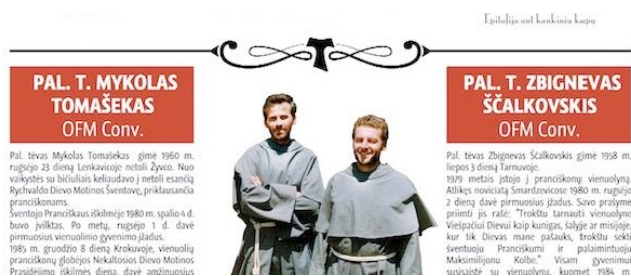 Epitafija ant kankinių kapų
PAL. T. MYKOLAS
TOMAŠEKAS
OFM Conv.
Pal. tėvas Mykolas Tomašekas gimė 1960 m.
rugsėjo 23 dieną Lenkavicoje netoli Žyvco. Nuo
vaikystės su bičiuliais keliaudavo į netoli esančią
Rychvaldo Dievo Motinos Šventovę, priklausančią
pranciškonams.
Šventojo Pranciškaus iškilmėje 1980 m. spalio 4 d.
buvo įvilktas. Po metų, rugsėjo 1 d. davė
pirmuosius vienuolinio gyvenimo įžadus.
1985 m. gruodžio 8 dieną Krokuvoje, vienuolių
pranciškonų globėjos Nekaltosios Dievo Motinos
Prasidėjimo iškilmės dieną, davė amžinuosius
PAL. T. ZBIGNEVAS
ŠČALKOVSKIS
OFM Conv.
Pal. tėvas Zbignevas Ščalkovskis gimė 1958 m.
liepos 3 dieną Tarnuvoje.
1979 metais įstojo į pranciškonų vienuolyną.
Atlikęs noviciatą Smardzevicose 1980 m. rugsėjo
2 dieną davė pirmuosius įžadus. Savo prašyme
priimti jis rašė: "Trokštu tarnauti vienuolyne
Viešpačiui Dievui kaip kunigas, šalyje ar misijoje,
kur tik Dievas mane pašauks, trokštu sekti
šventuoju Pranciškumi ir palaimintuoju
Maksimilijonu Kolbe." Visam gyvenimui
susisaistė su vienuolynu, kuomet 1984 m.